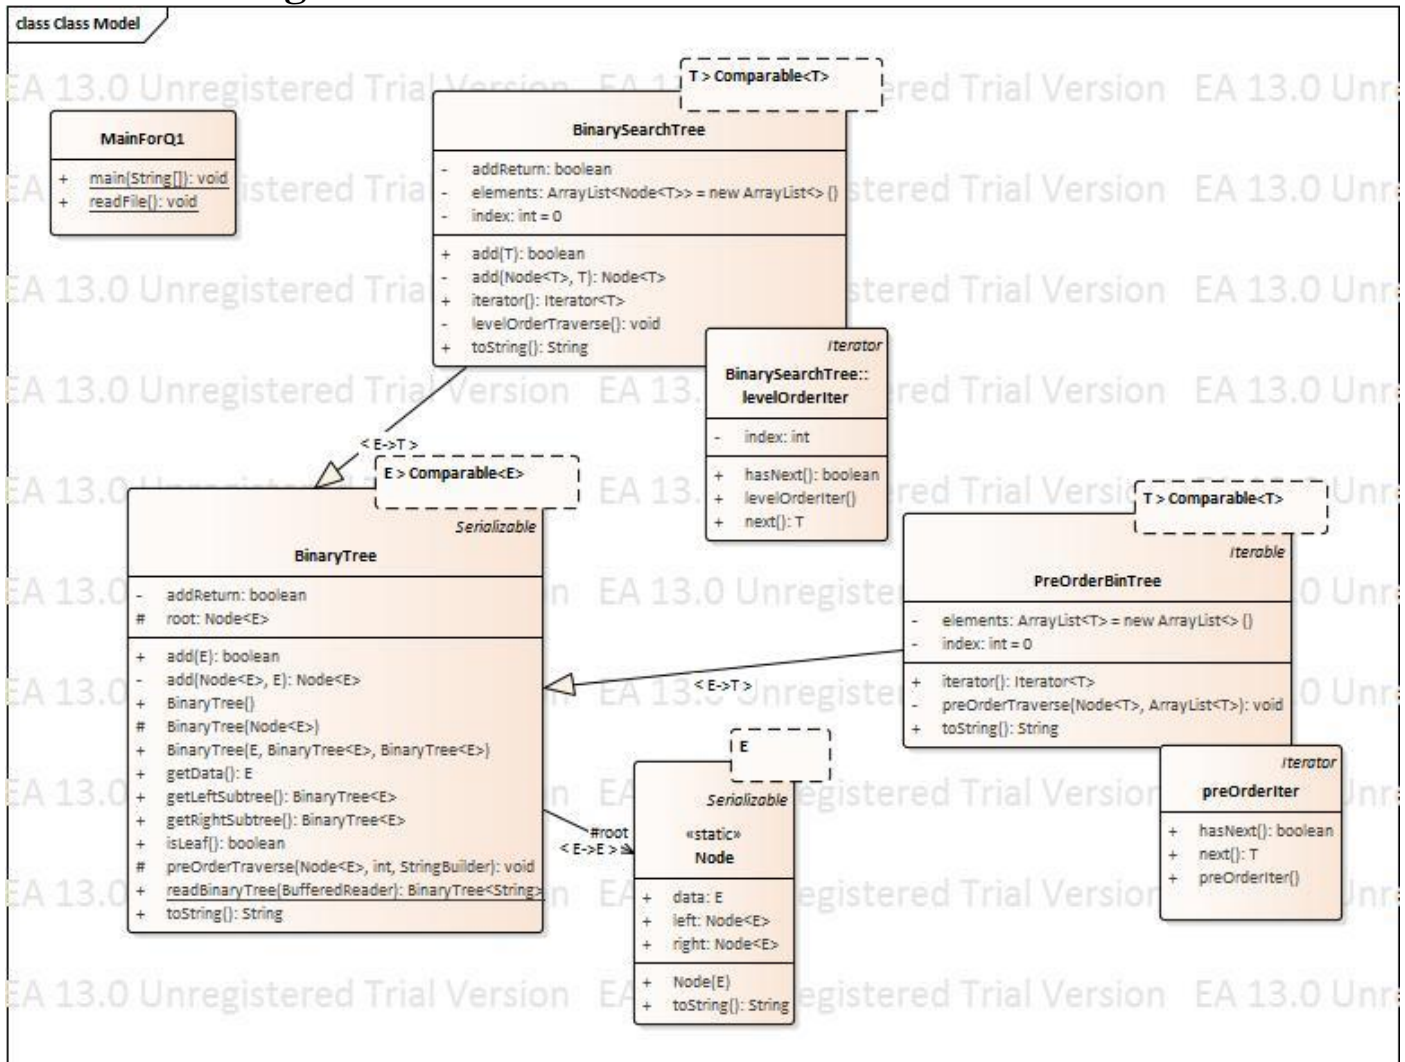 class Class Model
MainForQ1
+ main(String[]): void
+ readFile(): void
T > Comparable<T>
BinarySearchTree
- addReturn: boolean
- elements: ArrayList<Node<T>> = new ArrayList<> ()
- index: int = 0
+ add(T): boolean
- add(Node<T>, T): Node<T>
+ iterator(): Iterator<T>
- levelOrderTraverse(): void
+ toString(): String
Iterator
BinarySearchTree::
levelOrderIter
- index: int
+ hasNext(): boolean
+ levelOrderIter()
+ next(): T
< E->T >
E > Comparable<E>
Serializable
BinaryTree
- addReturn: boolean
# root: Node<E>
+ add(E): boolean
- add(Node<E>, E): Node<E>
+ BinaryTree()
# BinaryTree(Node<E>)
+ BinaryTree(E, BinaryTree<E>, BinaryTree<E>)
+ getData(): E
+ getLeftSubtree(): BinaryTree<E>
+ getRightSubtree(): BinaryTree<E>
+ isLeaf(): boolean
# preOrderTraverse(Node<E>, int, StringBuilder): void
+ readBinaryTree(BufferedReader): BinaryTree<String>
+ toString(): String
T > Comparable<T>
Iterable
PreOrderBinTree
- elements: ArrayList<T> = new ArrayList<> ()
- index: int = 0
+ iterator(): Iterator<T>
- preOrderTraverse(Node<T>, ArrayList<T>): void
+ toString(): String
< E->T >
Iterator
preOrderIter
+ hasNext(): boolean
+ next(): T
+ preOrderIter()
#root
< E->E >
E
Serializable
«static»
Node
+ data: E
+ left: Node<E>
+ right: Node<E>
+ Node(E)
+ toString(): String
EA 13.0 Unregistered Trial Version